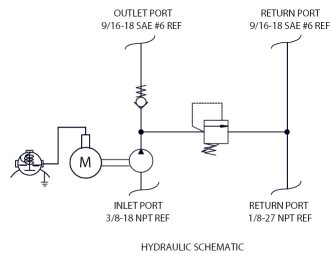 OUTLET PORT
9/16-18 SAE #6 REF
RETURN PORT
9/16-18 SAE #6 REF
M
INLET PORT
3/8-18 NPT REF
RETURN PORT
1/8-27 NPT REF
HYDRAULIC SCHEMATIC